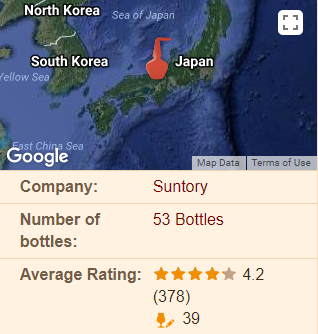 North Korea
Sea of Japan
South Korea
Japan
Yellow Sea
East China Sea
Google
Map Data
Terms of Use
Company: Suntory
Number of 53 Bottles
bottles:
Average Rating: 4.2
(378)
39